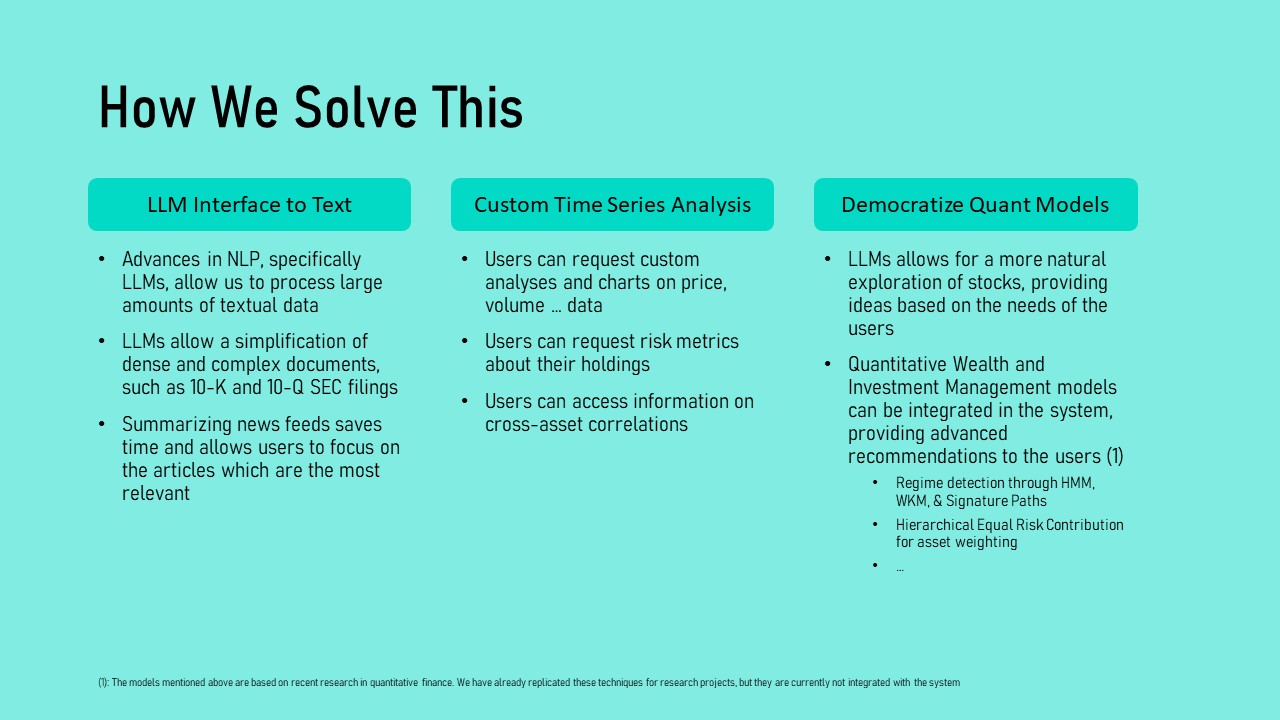 How We Solve This
LLM Interface to Text
• Advances in NLP, specifically
LLMs, allow us to process large
amounts of textual data
• LLMs allow a simplification of
dense and complex documents,
such as 10-K and 10-Q SEC filings
• Summarizing news feeds saves
time and allows users to focus on
the articles which are the most
relevant
Custom Time Series Analysis
• Users can request custom
analyses and charts on price,
volume ... data
• Users can request risk metrics
about their holdings
• Users can access information on
cross-asset correlations
Democratize Quant Models
• LLMs allows for a more natural
exploration of stocks, providing
ideas based on the needs of the
users
• Quantitative Wealth and
Investment Management models
can be integrated in the system,
providing advanced
recommendations to the users (1)
• Regime detection through HMM,
WKM, & Signature Paths
• Hierarchical Equal Risk Contribution
for asset weighting
• ...
(1): The models mentioned above are based on recent research in quantitative finance. We have already replicated these techniques for research projects, but they are currently not integrated with the system